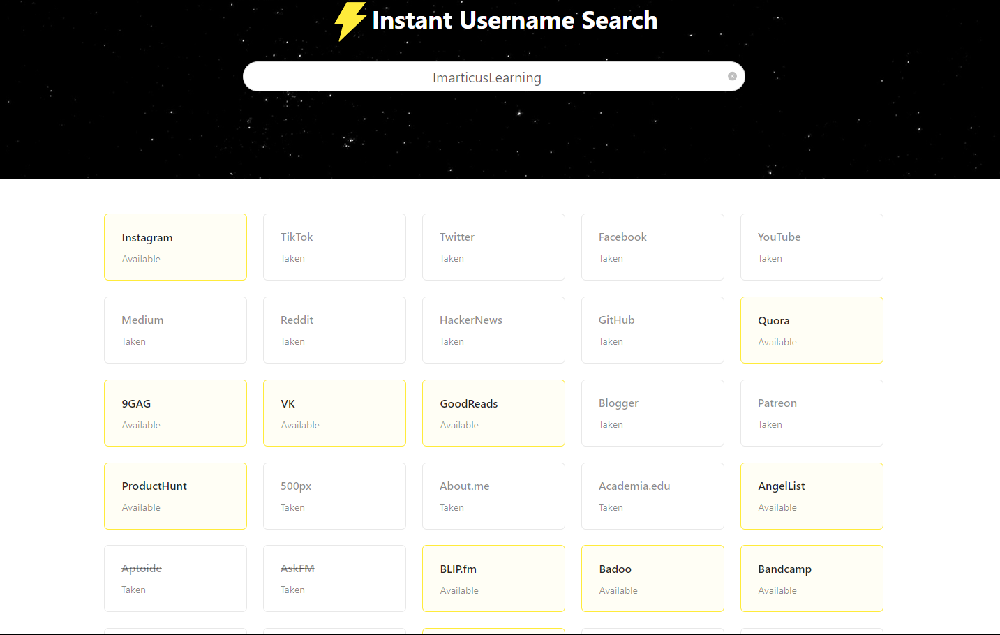 Instant Username Search
ImarticusLearning
Instagram
Available
TikTok
Taken
Twitter
Taken
Facebook
Taken
YouTube
Taken
Medium
Taken
Reddit
Taken
HackerNews
Taken
GitHub
Taken
Quora
Available
9GAG
Available
VK
Available
GoodReads
Available
Blogger
Taken
Patreon
Taken
ProductHunt
Available
500px
Taken
About.me
Taken
Academia.edu
Taken
AngelList
Available
Aptoide
Taken
AskFM
Taken
BLIP.fm
Available
Badoo
Available
Bandcamp
Available